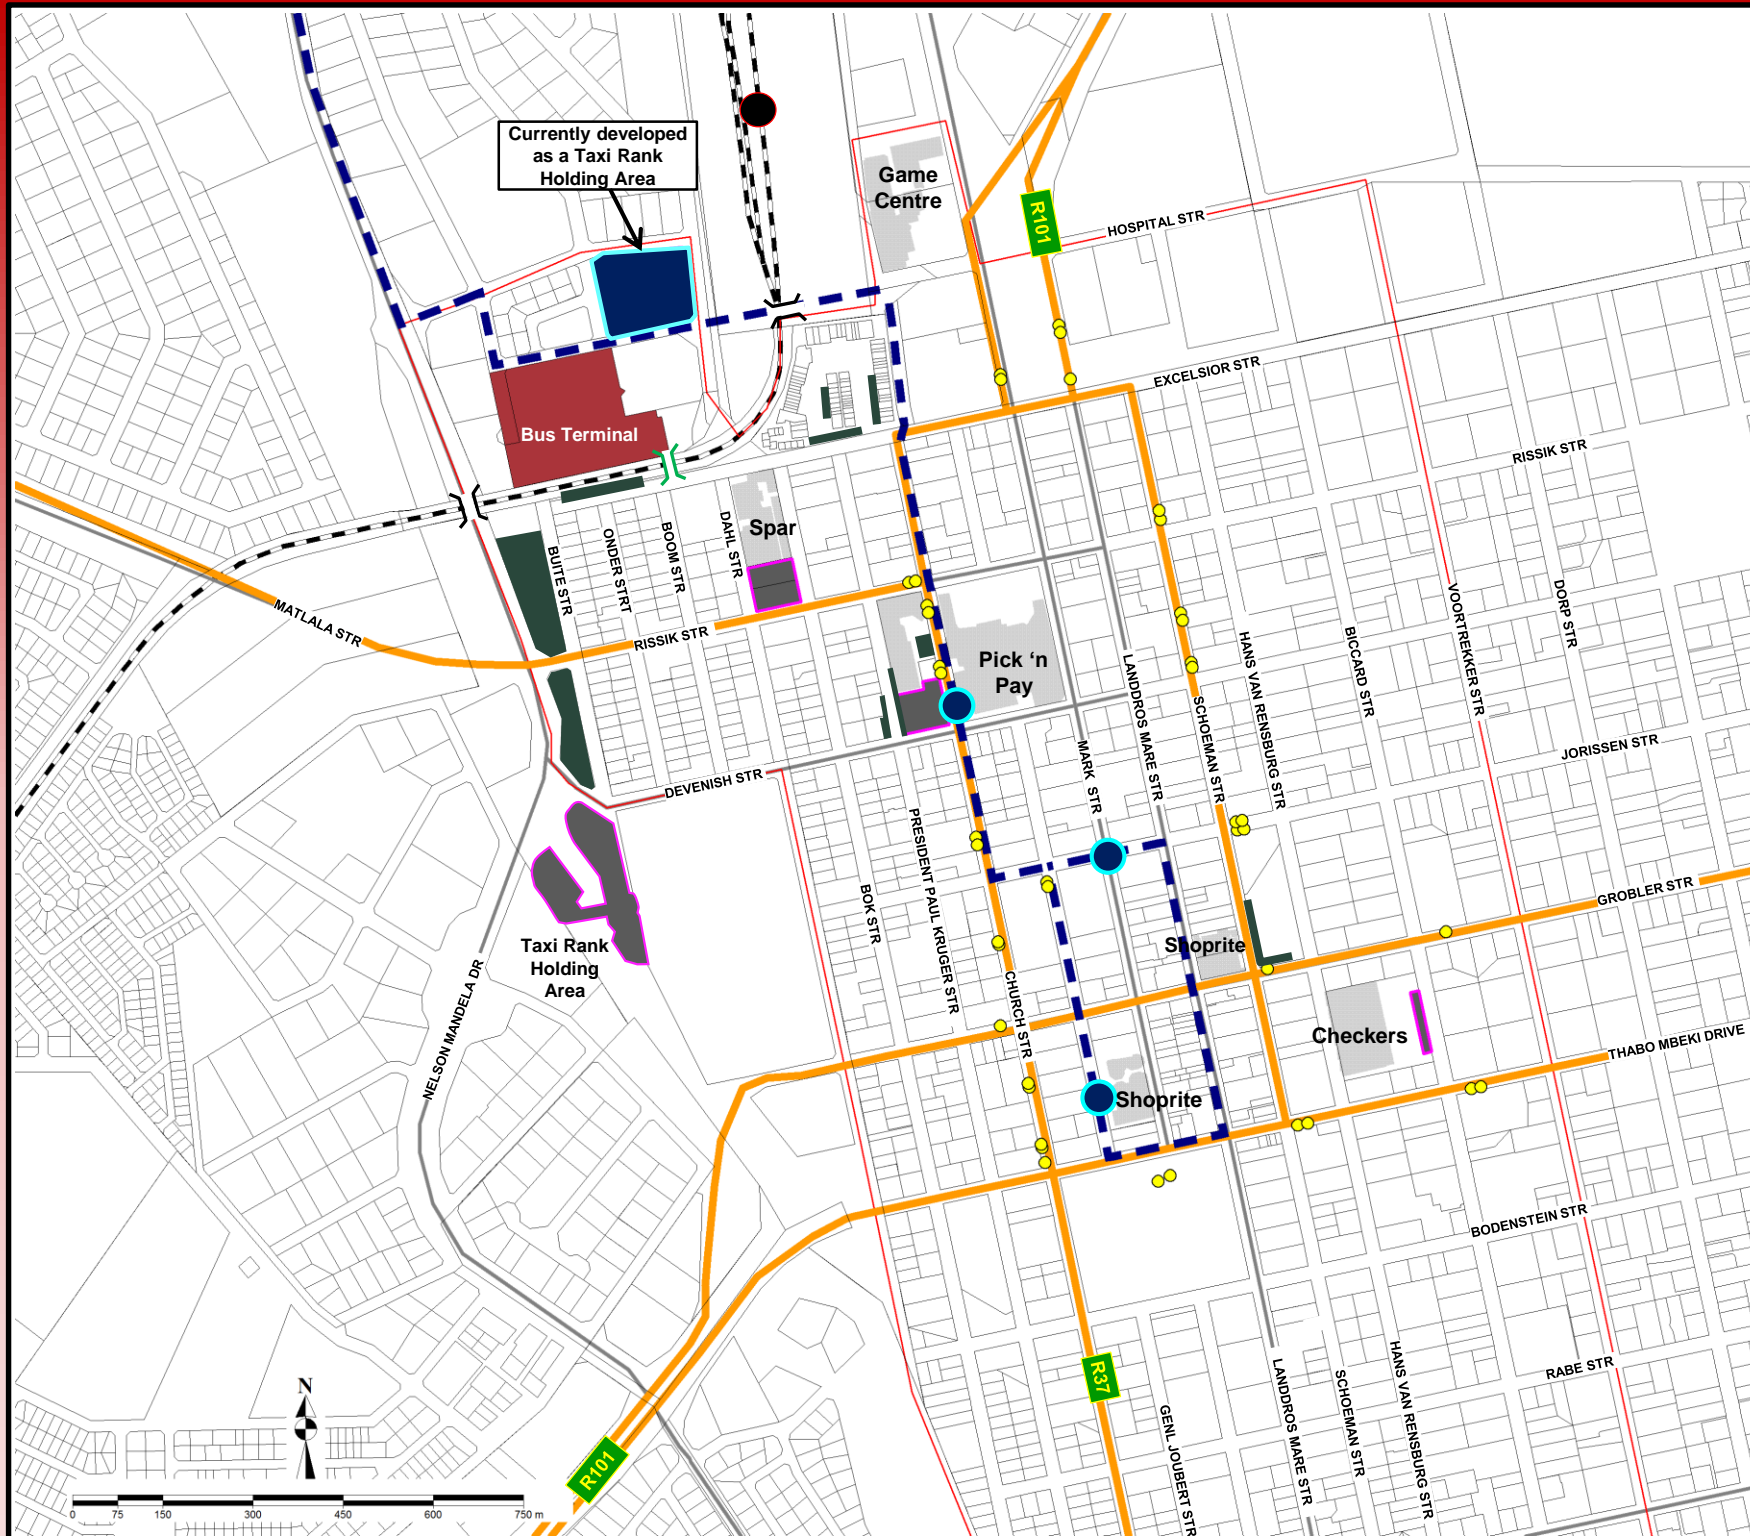 Currently developed
as a Taxi Rank
Holding Area
Game
Centre
R101
HOSPITAL STR
EXCELSIOR STR
RISSIK STR
Bus Terminal
Spar
DAHL STR
BOOM STR
ONDER STRT
BUITE STR
MATLALA STR
RISSIK STR
Pick ‘n
Pay
LANDDROS MARE STR
MARK STR
SCHOEMAN STR
HANS VAN RENSBURG STR
BICCARD STR
VOORTREKKER STR
DORP STR
JORISSEN STR
DEVENISH STR
PRESIDENT PAUL KRUGER STR
BOK STR
CHURCH STR
GROBLER STR
Shoprite
Taxi Rank
Holding
Area
NELSON MANDELA DR
Checkers
THABO MBEKI DRIVE
Shoprite
BODENSTEIN STR
RABE STR
R37
GENL JOUBERT STR
LANDROS MARE STR
SCHOEMAN STR
HANS VAN RENSBURG STR
R101
N
0 75 150 300 450 600 750 m